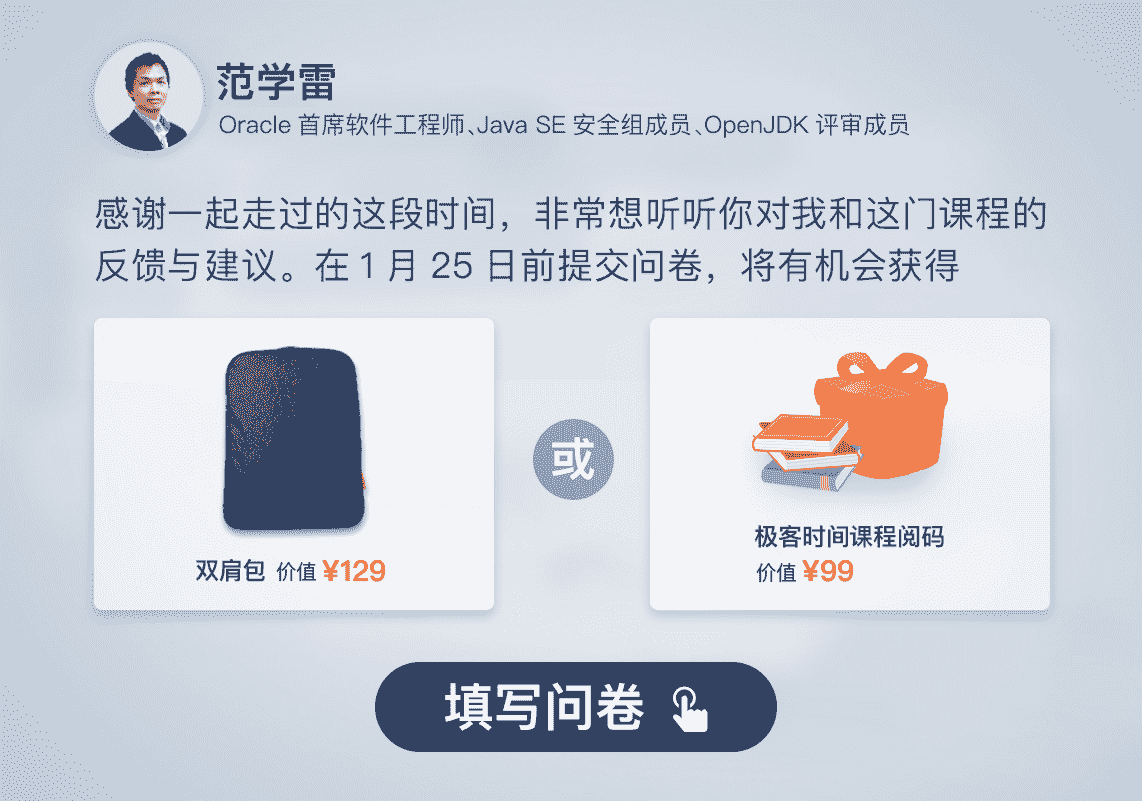 范学雷
Oracle 首席软件工程师、Java SE 安全组成员、OpenJDK 评审成员
感谢一起走过的这段时间，非常想听听你对我和这门课程的
反馈与建议。在 1 月 25 日前提交问卷，将有机会获得
或
双肩包 价值 ¥129
极客时间课程阅码
价值 ¥99
填写问卷